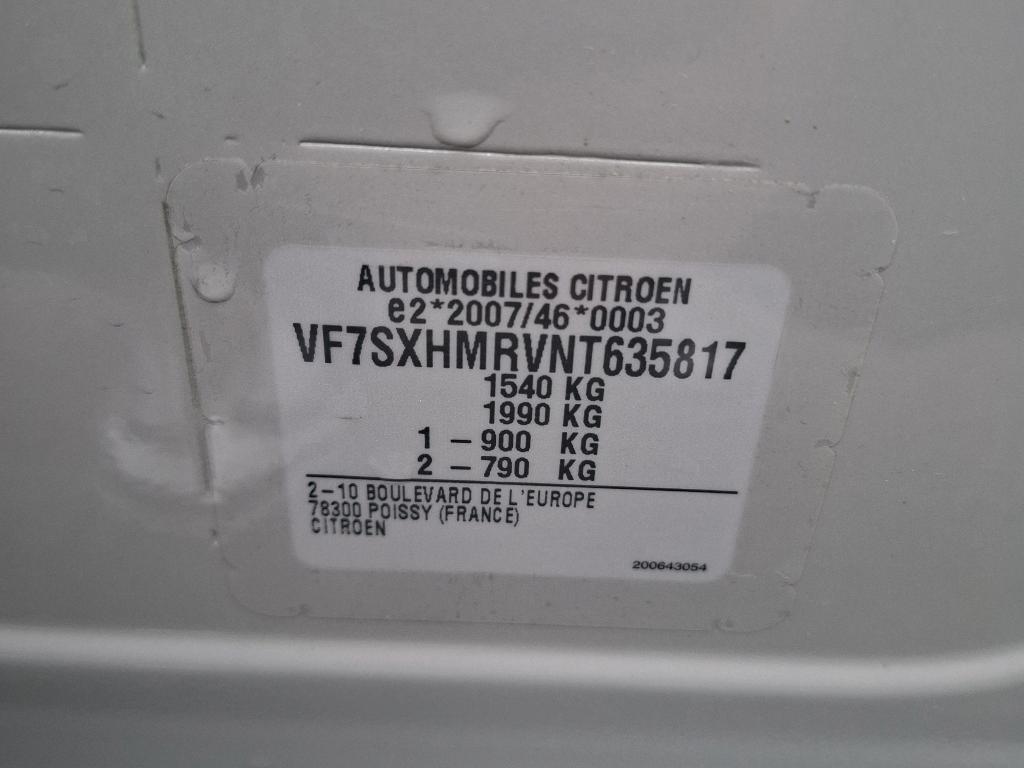 AUTOMOBILES CITROEN
e2*2007/46*0003
VF7SXHMRVNT635817
1540 KG
1990 KG
1 - 900 KG
2 - 790 KG
2-10 BOULEVARD DE L'EUROPE
78300 POISSY (FRANCE)
CITROEN
200643054